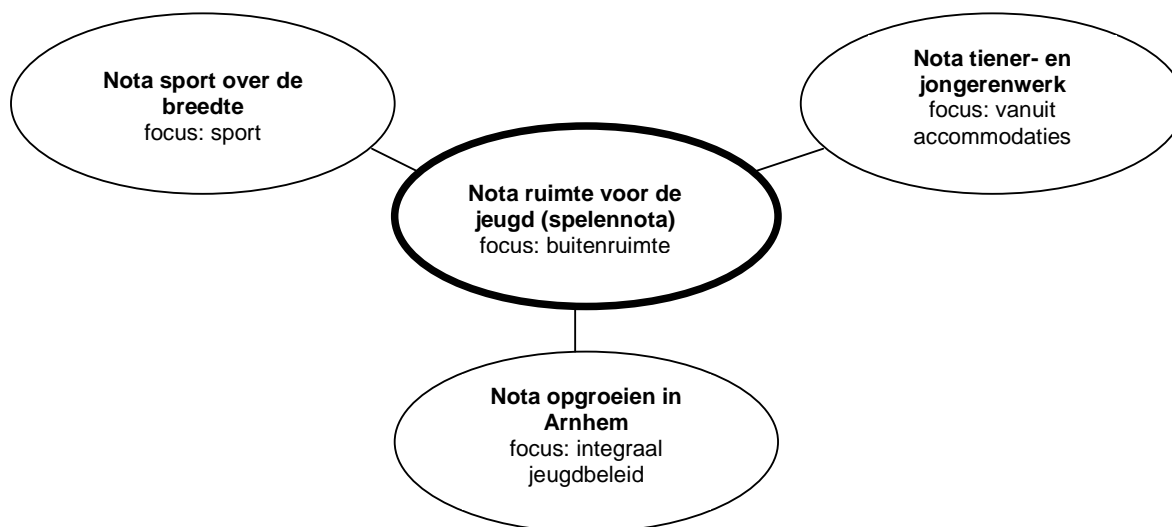 Nota sport over de
breedte
focus: sport
Nota tiener- en
jongerenwerk
focus: vanuit
accommodaties
Nota ruimte voor de
jeugd (spelennota)
focus: buitenruimte
Nota opgroeien in
Arnhem
focus: integraal
jeugdbeleid